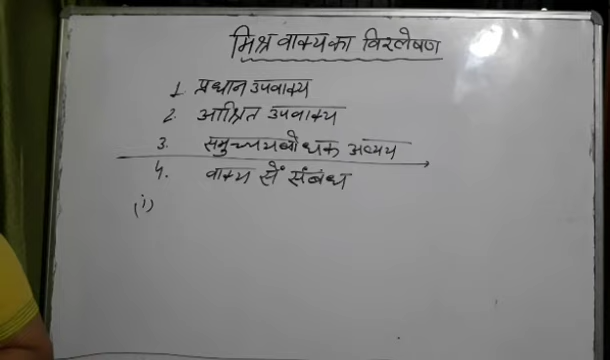 मिश्र वाक्य का विश्लेषण
1 प्रधान उपवाक्य
2. आश्रित उपवाक्य
3. समुच्चयबोधक अव्यय
4. वाक्य से संबंध
(i)